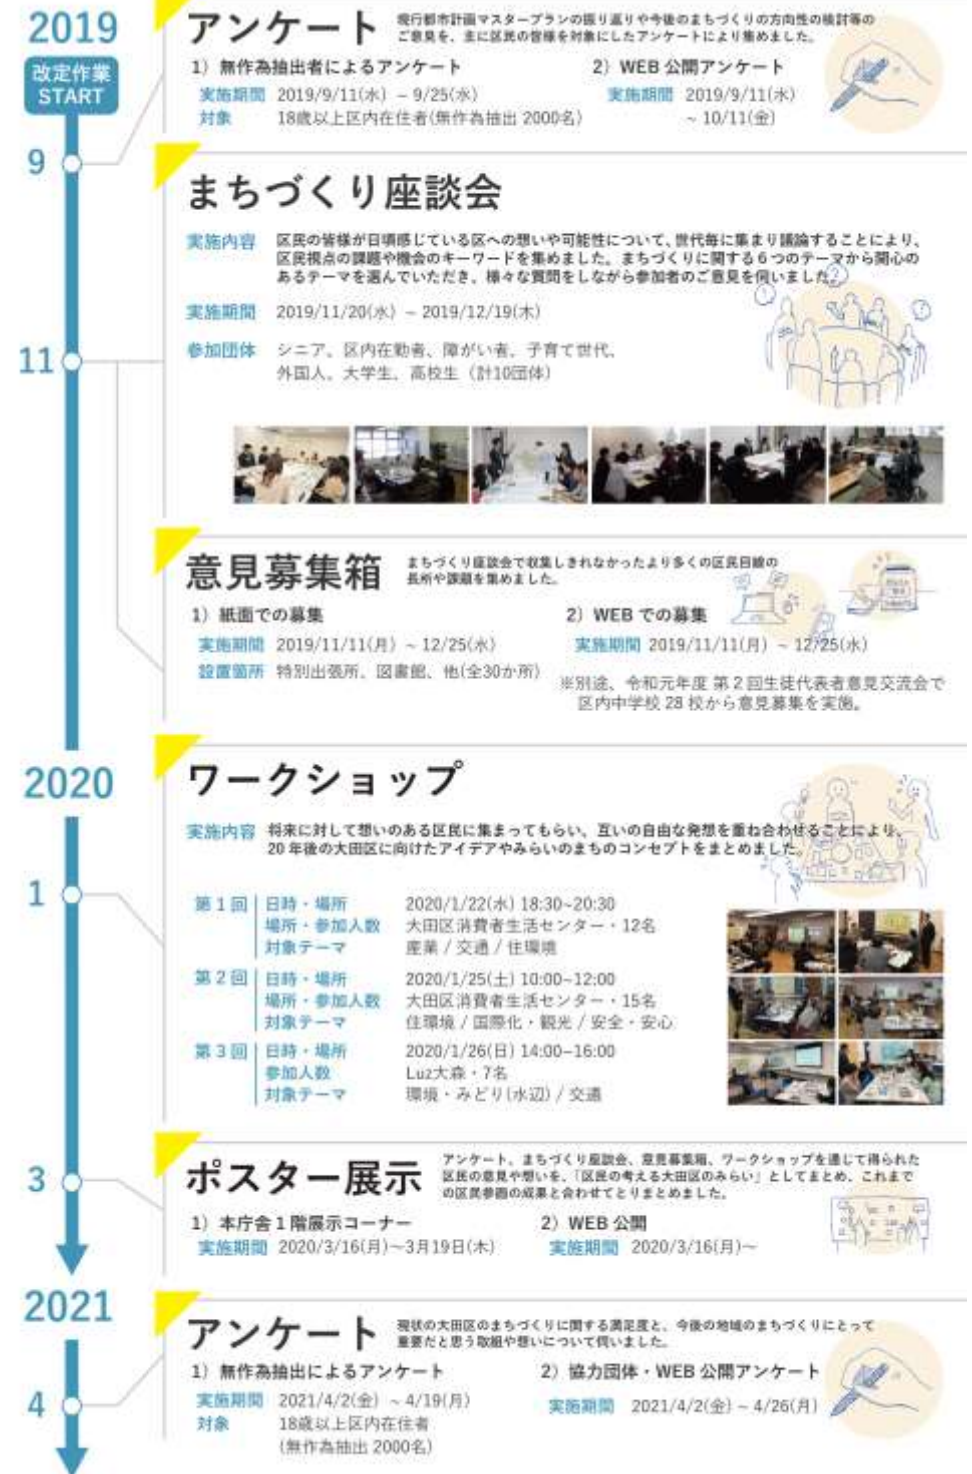 2019
改定作業
START
アンケート
現行都市計画マスタープランの振り返りや今後のまちづくりの方向性の検討等の
ご意見を、主に区民の皆様を対象にしたアンケートにより集めました。
1）無作為抽出者によるアンケート
実施期間 2019/9/11(水) ~ 9/25(水)
対象 18歳以上区内在住者(無作為抽出 2000名)
2）WEB 公開アンケート
実施期間 2019/9/11(水)
~ 10/11(金)
9
まちづくり座談会
実施内容 区民の皆様が日頃感じている区への想いや可能性について、世代毎に集まり議論することにより、
区民視点の課題や機会のキーワードを集めました。まちづくりに関する６つのテーマから関心の
あるテーマを選んでいただき、様々な質問をしながら参加者のご意見を伺いました。
実施期間 2019/11/20(水) ~ 2019/12/19(木)
11
参加団体 シニア、区内在勤者、障がい者、子育て世代、
外国人、大学生、高校生（計10団体）
意見募集箱
まちづくり座談会で収集しきれなかったより多くの区民目線の
長所や課題を集めました。
1）紙面での募集
実施期間 2019/11/11(月) ~ 12/25(水)
設置箇所 特別出張所、図書館、他(全30か所)
2）WEB での募集
実施期間 2019/11/11(月) ~ 12/25(水)
※別途、令和元年度 第２回生徒代表者意見交流会で
区内中学校 28 校から意見募集を実施。
2020
ワークショップ
実施内容 将来に対して想いのある区民に集まってもらい、互いの自由な発想を重ね合わせることにより、
20 年後の大田区に向けたアイデアやみらいのまちのコンセプトをまとめました。
1
第１回 日時・場所 2020/1/22(水) 18:30~20:30
場所・参加人数 大田区消費者生活センター・12名
対象テーマ 産業 / 交通 / 住環境
第２回 日時・場所 2020/1/25(土) 10:00~12:00
場所・参加人数 大田区消費者生活センター・15名
対象テーマ 住環境 / 国際化・観光 / 安全・安心
第３回 日時・場所 2020/1/26(日) 14:00~16:00
参加人数 Luz大森・7名
対象テーマ 環境・みどり(水辺) / 交通
3
ポスター展示
アンケート、まちづくり座談会、意見募集箱、ワークショップを通じて得られた
区民の意見や想いを、「区民の考える大田区のみらい」としてまとめ、これまで
の区民参画の成果と合わせてとりまとめました。
1）本庁舎１階展示コーナー
実施期間 2020/3/16(月)～3月19日(木)
2）WEB 公開
実施期間 2020/3/16(月)～
2021
アンケート
現状の大田区のまちづくりに関する満足度と、今後の地域のまちづくりにとって
重要だと思う取組や想いについて伺いました。
1）無作為抽出によるアンケート
実施期間 2021/4/2(金) ~ 4/19(月)
対象 18歳以上区内在住者
(無作為抽出 2000名)
2）協力団体・WEB 公開アンケート
実施期間 2021/4/2(金) ~ 4/26(月)
4